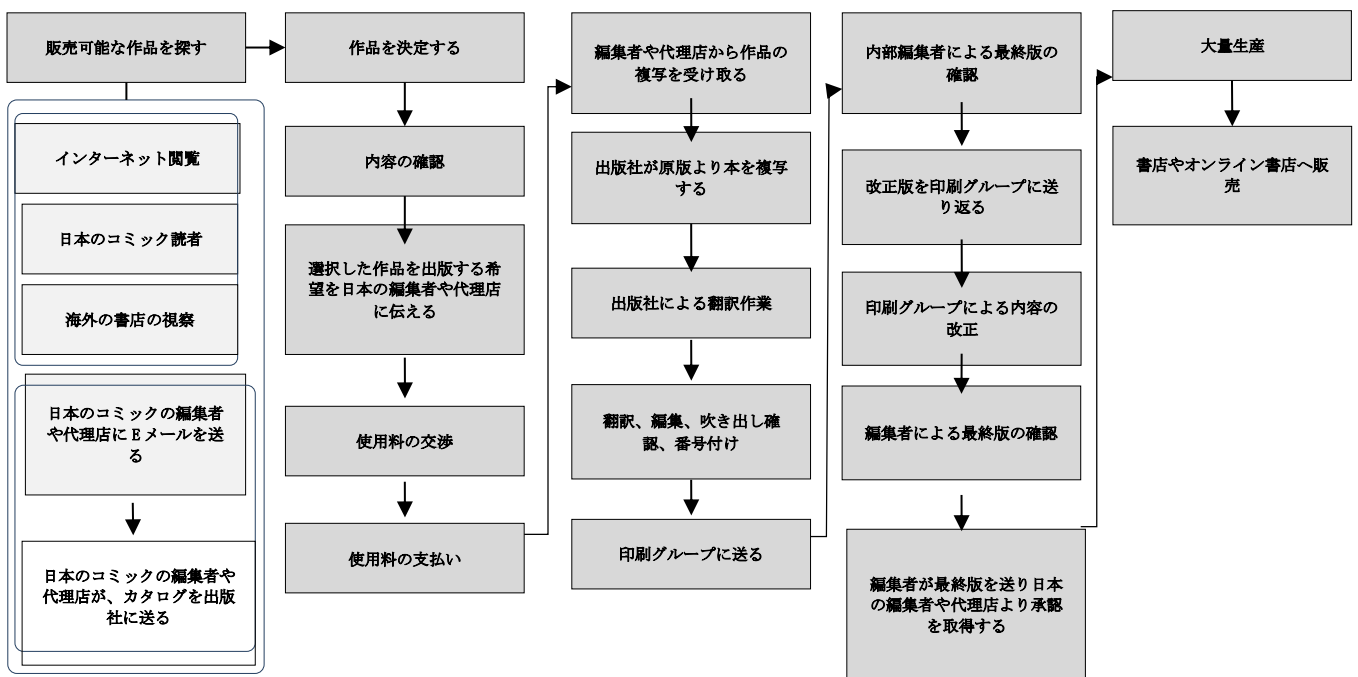 販売可能な作品を探す
インターネット閲覧
日本のコミック読者
海外の書店の視察
日本のコミックの編集者
や代理店にEメールを送
る
日本のコミックの編集者や
代理店が、カタログを出版
社に送る
作品を決定する
内容の確認
選択した作品を出版する希
望を日本の編集者や代理店
に伝える
使用料の交渉
使用料の支払い
編集者や代理店から作品の
複写を受け取る
出版社が原版より本を複写
する
出版社による翻訳作業
翻訳、編集、吹き出し確
認、番号付け
印刷グループに送る
内部編集者による最終版の
確認
改正版を印刷グループに送
り返る
印刷グループによる内容の
改正
編集者による最終版の確認
編集者が最終版を送り日本
の編集者や代理店より承認
を取得する
大量生産
書店やオンライン書店へ販
売